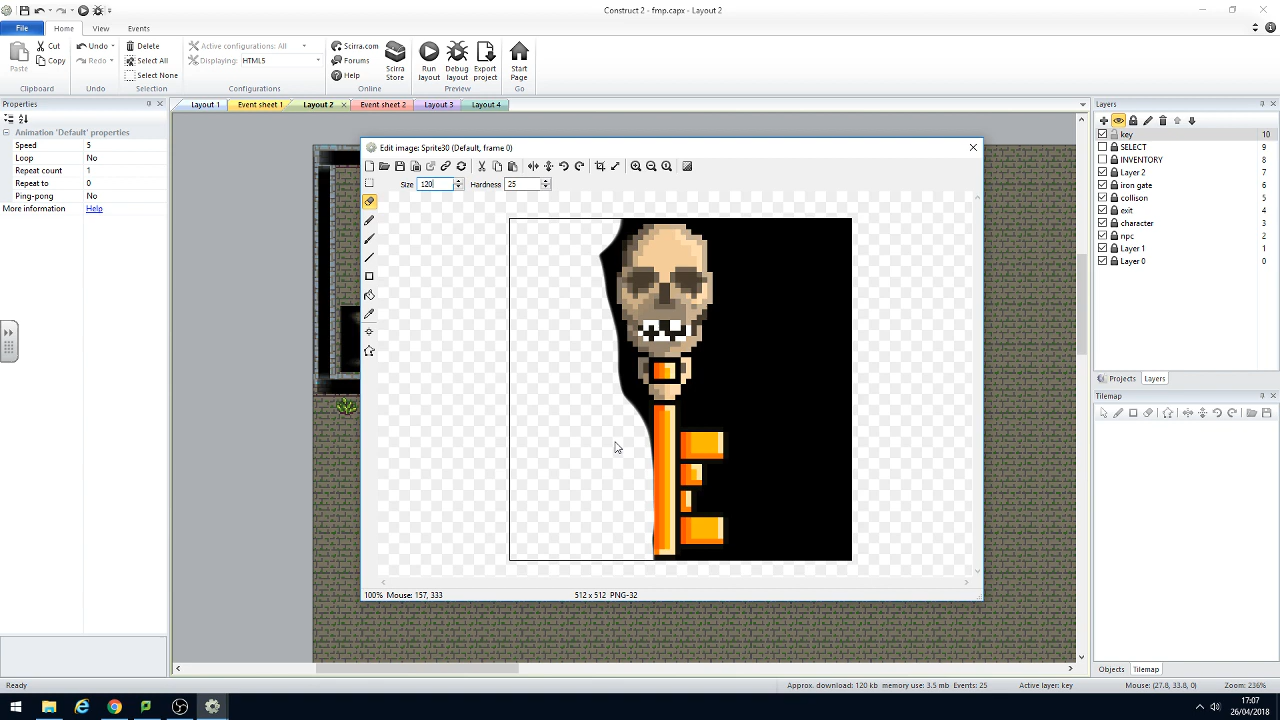 Construct 2 - fmp.capx - Layout 2
File Home View Events
Paste Cut Copy Undo Redo Delete Select All Select None
Active configurations: All
Displaying: HTML5
Scirra.com
Forums
Help
Scirra Store
Run layout
Debug layout
Export project
Start Page
Clipboard Undo Selection Configurations Online Preview Go
Properties
layout 1 Event sheet 1 Layout 2 Event sheet 2 Layout 3 Layout 4
Layers
Animation 'Default' properties
Speed 5
Loop No
Repeat count 1
Repeat to 0
Ping-pong No
More information Help
Edit image: Sprite30 (Default, frame 0)
Size 120 Hardness 25
100% Mouse: 157, 333 512 x 512 PNG-32
key 10
SELECT 9
INVENTORY 8
Layer 2
iron gate
collison
exit
character
npc
Layer 1 1
Layer 0 0
Projects Layers
Tilemap
Objects Tilemap
Ready
Approx. download: 120 kb memory use: 3.5 mb Events: 25 Active layer: key Mouse: (27.8, 33.8, 0) Zoom: 236%
17:07
26/04/2018